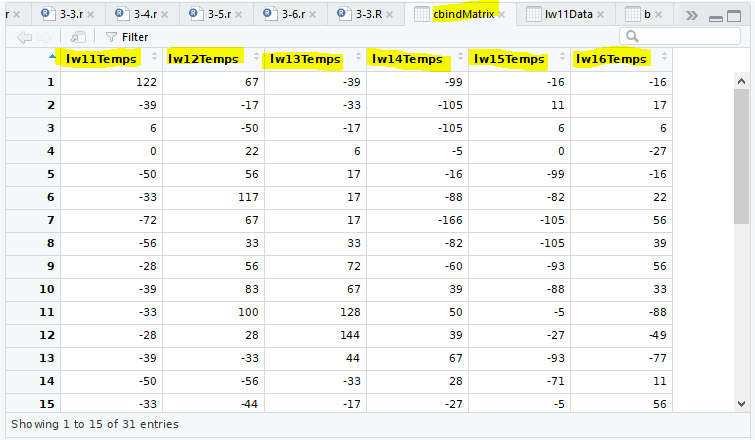 r × 3-3.r × 3-4.r × 3-5.r × 3-6.r × 3-3.R × cbindMatrix × lw11Data × b ×
Filter
lw11Temps lw12Temps lw13Temps lw14Temps lw15Temps lw16Temps
1 122 67 -39 -99 -16 -16
2 -39 -17 -33 -105 11 17
3 6 -50 -17 -105 6 6
4 0 22 6 -5 0 -27
5 -50 56 17 -16 -99 -16
6 -33 117 17 -88 -82 22
7 -72 67 17 -166 -105 56
8 -56 33 33 -82 -105 39
9 -28 56 72 -60 -93 56
10 -39 83 67 39 -88 33
11 -33 100 128 50 -5 -88
12 -28 28 144 39 -27 -49
13 -39 -33 44 67 -93 -77
14 -50 -56 -33 28 -71 11
15 -33 -44 -17 -27 -5 56
Showing 1 to 15 of 31 entries